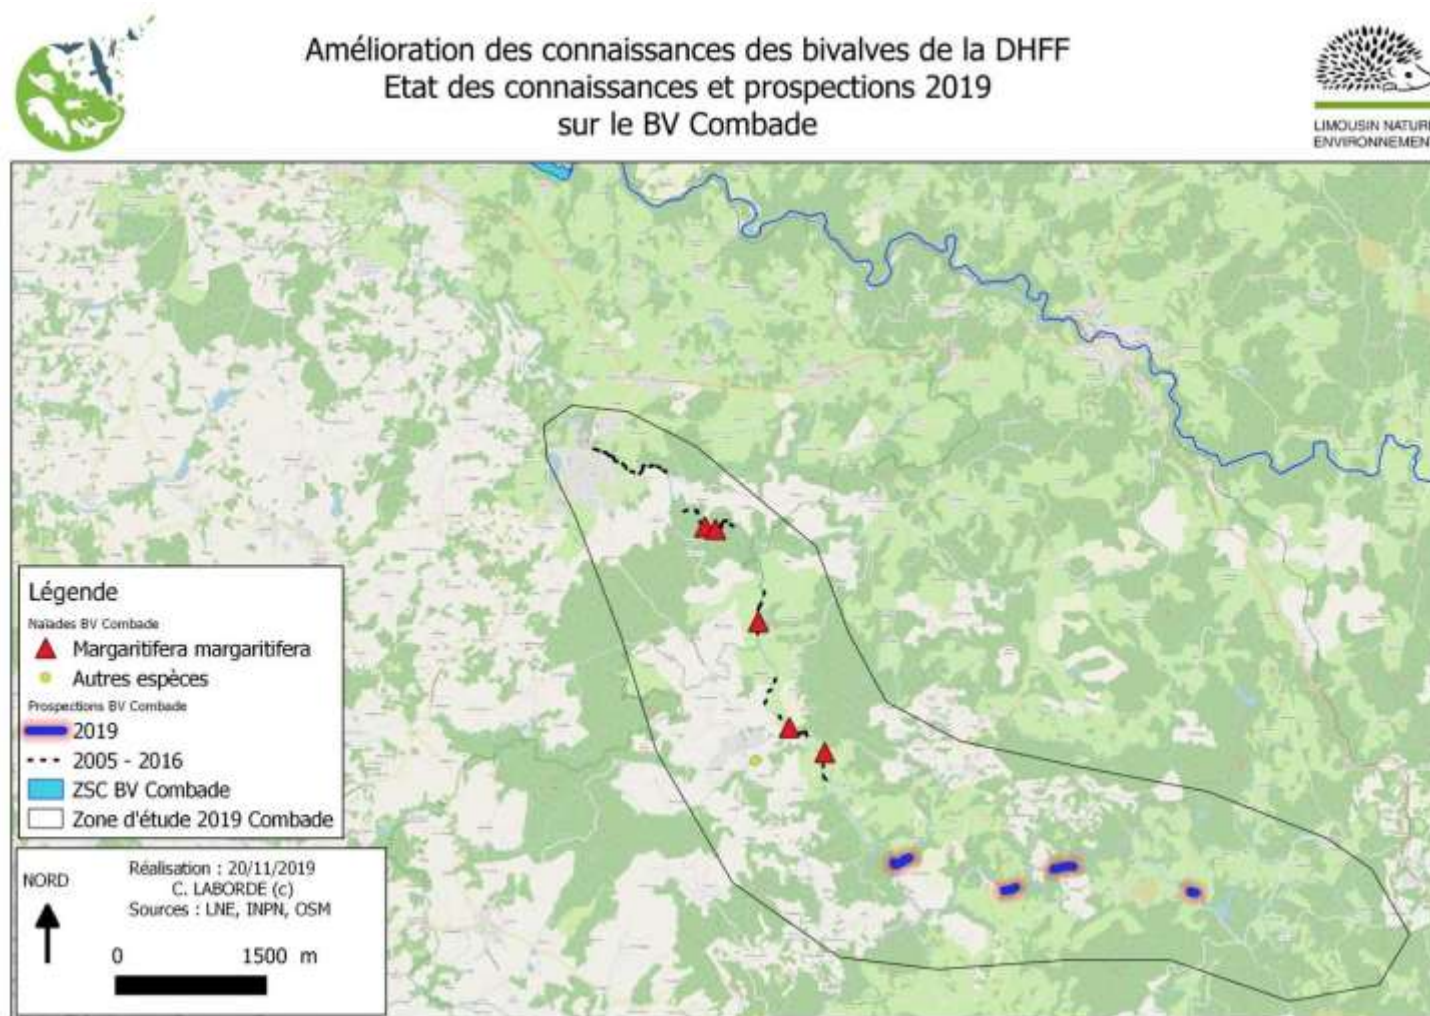 Amélioration des connaissances des bivalves de la DHFF
Etat des connaissances et prospections 2019
sur le BV Combade
LIMOUSIN NATURE
ENVIRONNEMENT
Légende
Naïades BV Combade
Margaritifera margaritifera
Autres espèces
Prospections BV Combade
2019
2005 - 2016
ZSC BV Combade
Zone d'étude 2019 Combade
NORD
Réalisation : 20/11/2019
C. LABORDE (c)
Sources : LNE, INPN, OSM
0 1500 m